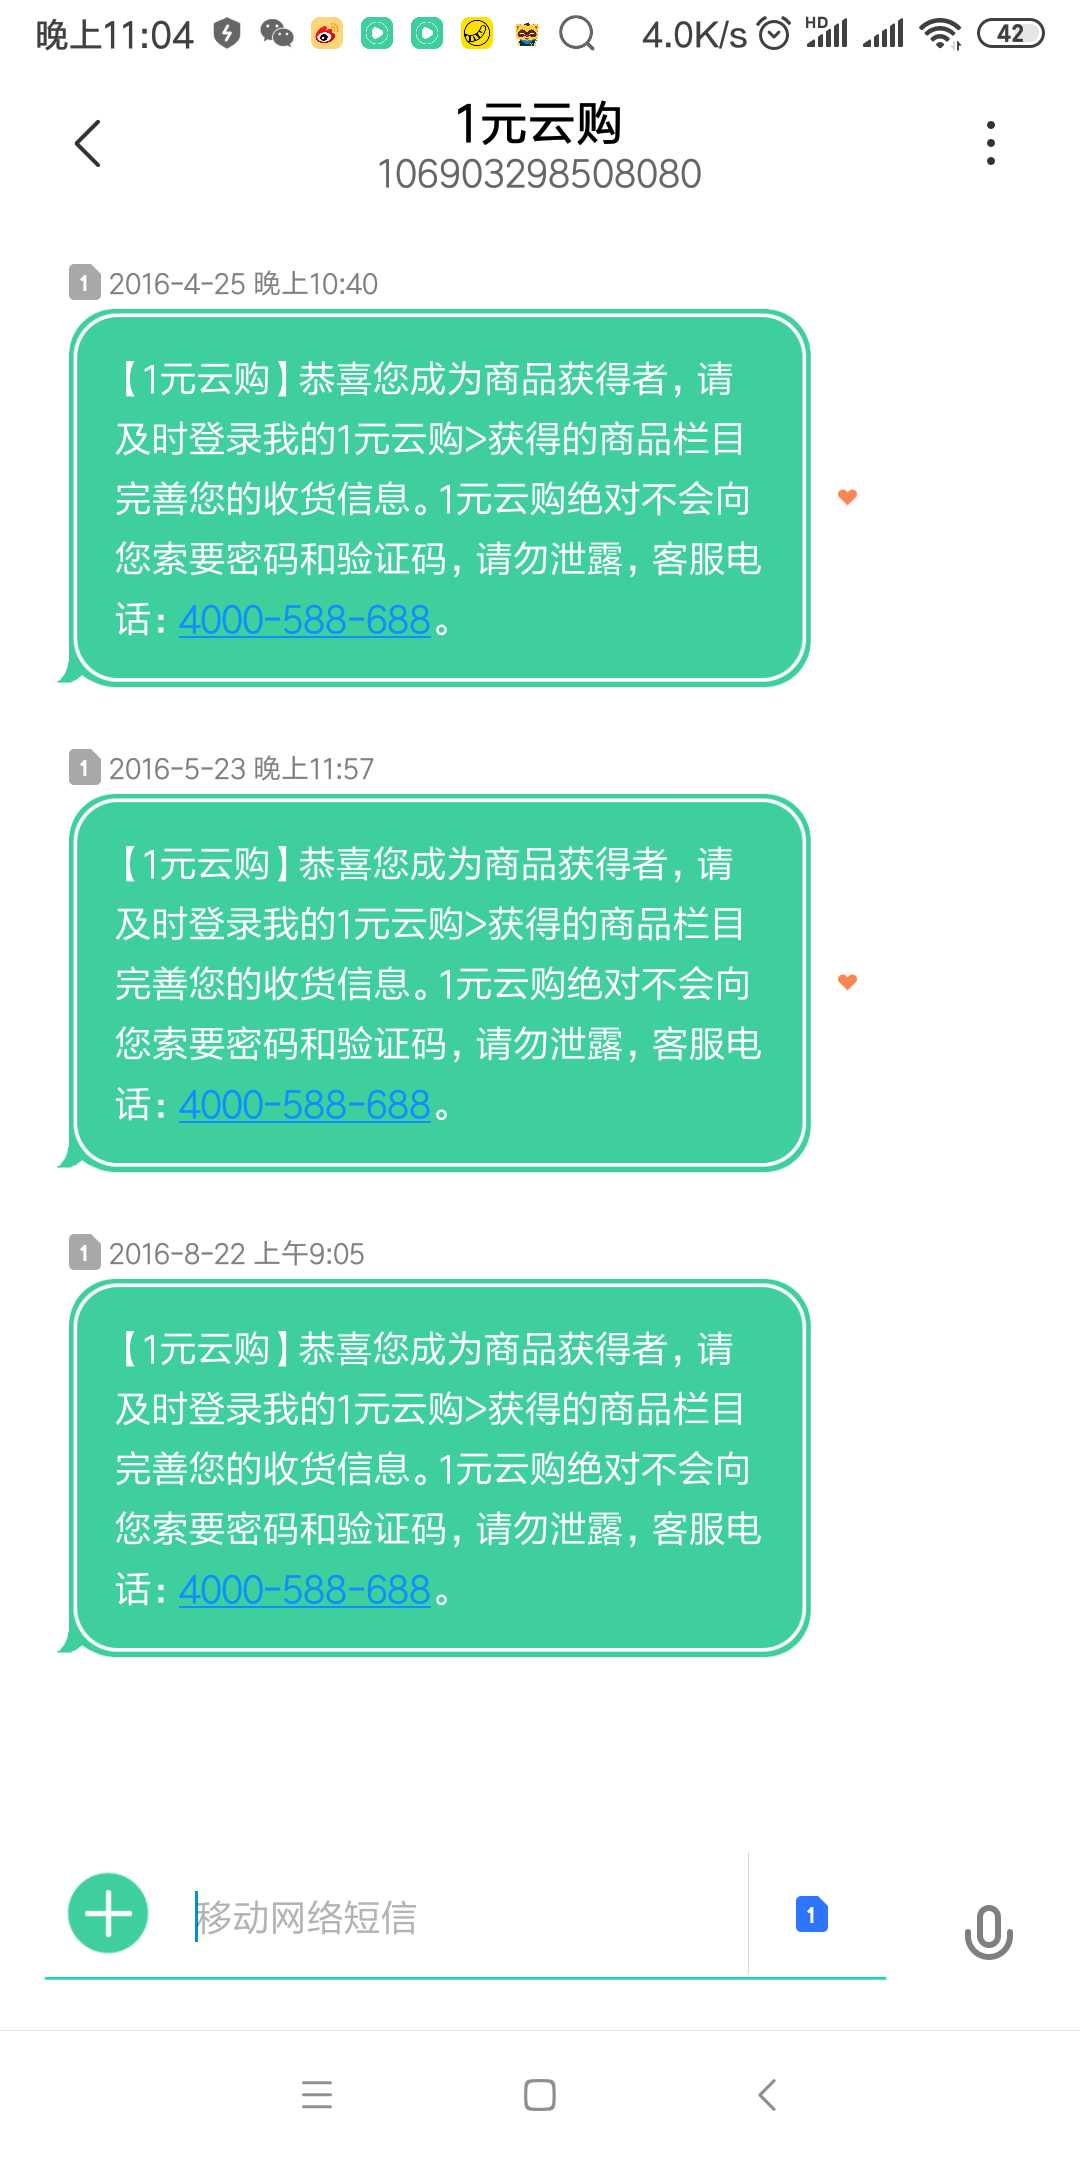 晚上11:04 4.0K/s HD 42
1元云购
106903298508080
1 2016-4-25 晚上10:40
【1元云购】恭喜您成为商品获得者，请
及时登录我的1元云购>获得的商品栏目
完善您的收货信息。1元云购绝对不会向
您索要密码和验证码，请勿泄露，客服电
话：4000-588-688。
1 2016-5-23 晚上11:57
【1元云购】恭喜您成为商品获得者，请
及时登录我的1元云购>获得的商品栏目
完善您的收货信息。1元云购绝对不会向
您索要密码和验证码，请勿泄露，客服电
话：4000-588-688。
1 2016-8-22 上午9:05
【1元云购】恭喜您成为商品获得者，请
及时登录我的1元云购>获得的商品栏目
完善您的收货信息。1元云购绝对不会向
您索要密码和验证码，请勿泄露，客服电
话：4000-588-688。
移动网络短信 1